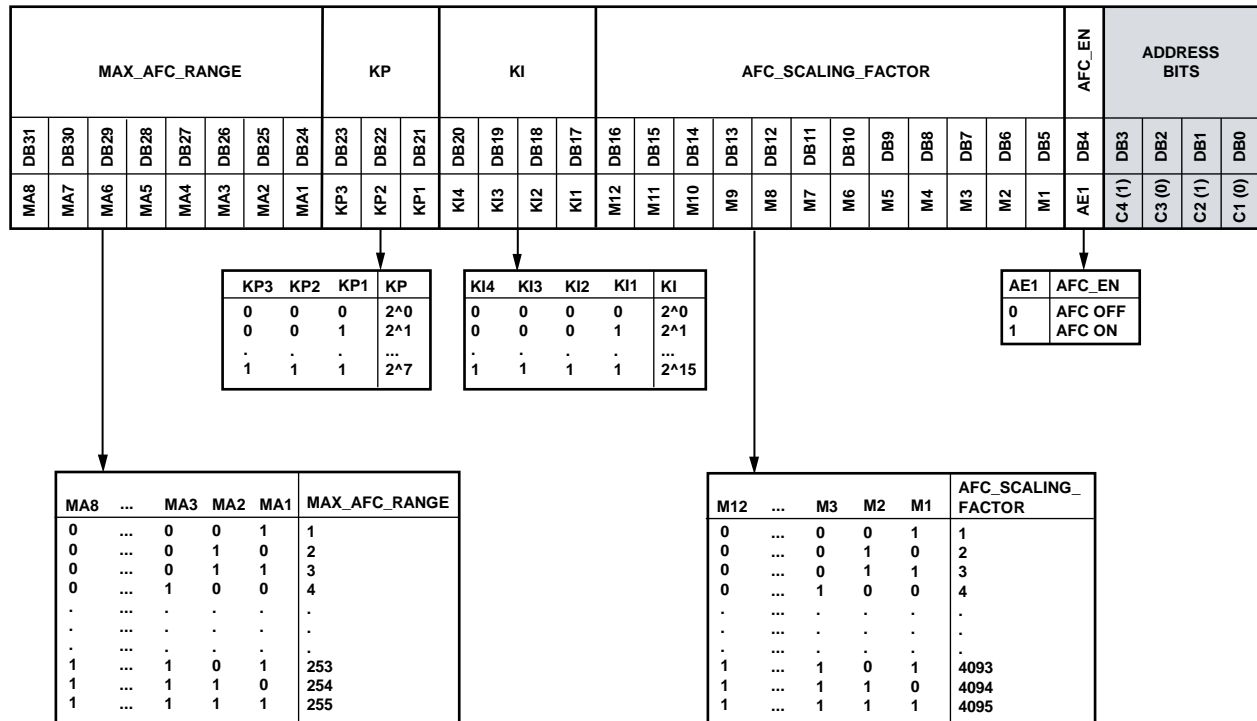 MAX_AFC_RANGE KP KI AFC_SCALING_FACTOR AFC_EN ADDRESS
BITS
DB31 DB30 DB29 DB28 DB27 DB26 DB25 DB24 DB23 DB22 DB21 DB20 DB19 DB18 DB17 DB16 DB15 DB14 DB13 DB12 DB11 DB10 DB9 DB8 DB7 DB6 DB5 DB4 DB3 DB2 DB1 DB0
MA8 MA7 MA6 MA5 MA4 MA3 MA2 MA1 KP3 KP2 KP1 KI4 KI3 KI2 KI1 M12 M11 M10 M9 M8 M7 M6 M5 M4 M3 M2 M1 AE1 C4 (1) C3 (0) C2 (1) C1 (0)
KP3 KP2 KP1 KP
0 0 0 2^0
0 0 1 2^1
. . . ...
1 1 1 2^7
KI4 KI3 KI2 KI1 KI
0 0 0 0 2^0
0 0 0 1 2^1
. . . . ...
1 1 1 1 2^15
AE1 AFC_EN
0 AFC OFF
1 AFC ON
MA8 ... MA3 MA2 MA1 MAX_AFC_RANGE
0 ... 0 0 1 1
0 ... 0 1 0 2
0 ... 0 1 1 3
0 ... 1 0 0 4
. ... . . . .
. ... . . . .
. ... . . . .
1 ... 1 0 1 253
1 ... 1 1 0 254
1 ... 1 1 1 255
M12 ... M3 M2 M1 AFC_SCALING_
FACTOR
0 ... 0 0 1 1
0 ... 0 1 0 2
0 ... 0 1 1 3
0 ... 1 0 0 4
. ... . . . .
. ... . . . .
. ... . . . .
1 ... 1 0 1 4093
1 ... 1 1 0 4094
1 ... 1 1 1 4095